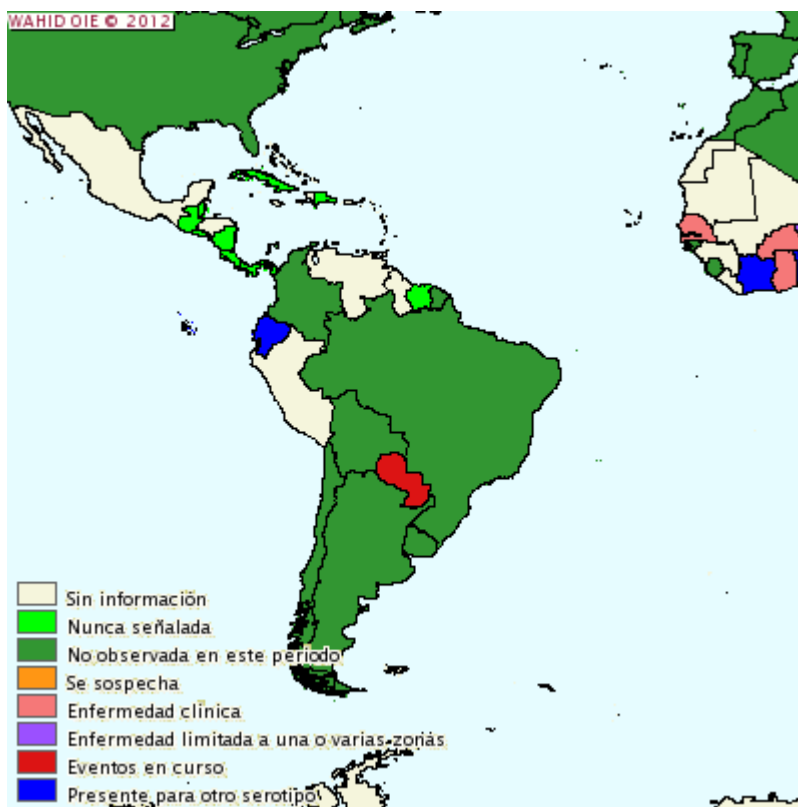 WAHID OIE © 2012
Sin información
Nunca señalada
No observada en este periodo
Se sospecha
Enfermedad clínica
Enfermedad limitada a una o varias zonas
Eventos en curso
Presente para otro serotipo